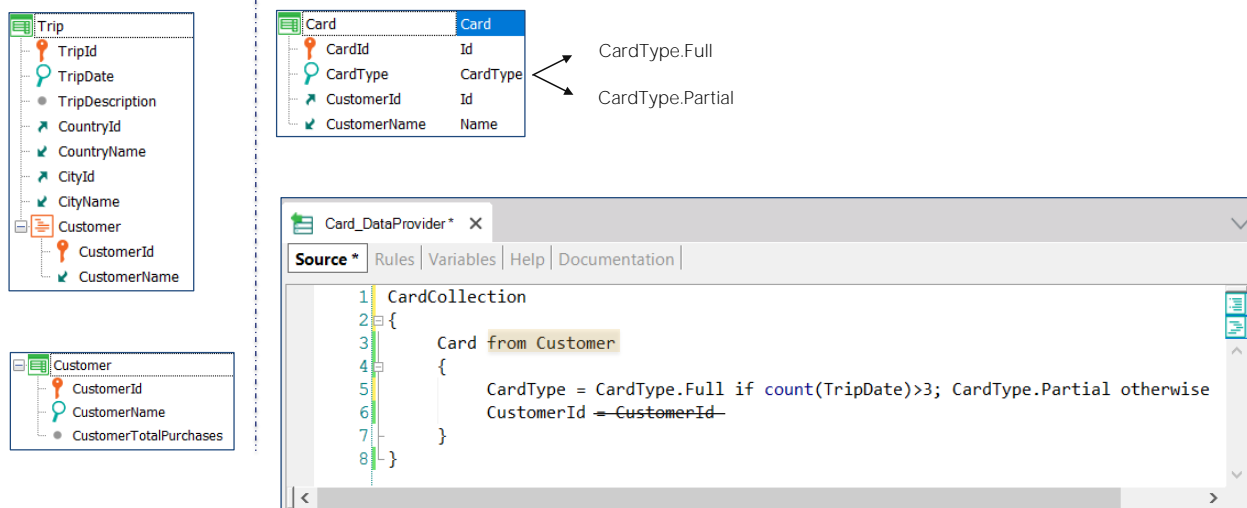 Trip
TripId
TripDate
TripDescription
CountryId
CountryName
CityId
CityName
Customer
CustomerId
CustomerName
Customer
CustomerId
CustomerName
CustomerTotalPurchases
Card Card
CardId Id
CardType CardType
CustomerId Id
CustomerName Name
CardType.Full
CardType.Partial
Card_DataProvider *
Source * Rules Variables Help Documentation
1 CardCollection
2 {
3 Card from Customer
4 {
5 CardType = CardType.Full if count(TripDate)>3; CardType.Partial otherwise
6 CustomerId = CustomerId
7 }
8 }